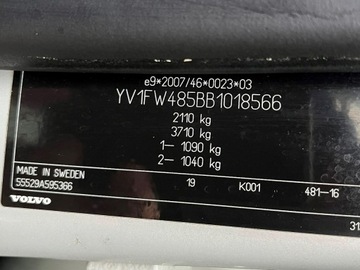 e9*2007/46*0023*03
YV1FW485BB1018566
2110 kg
3710 kg
1– 1090 kg
2– 1040 kg
MADE IN SWEDEN 19 K001 481-16
55529A595366
VOLVO